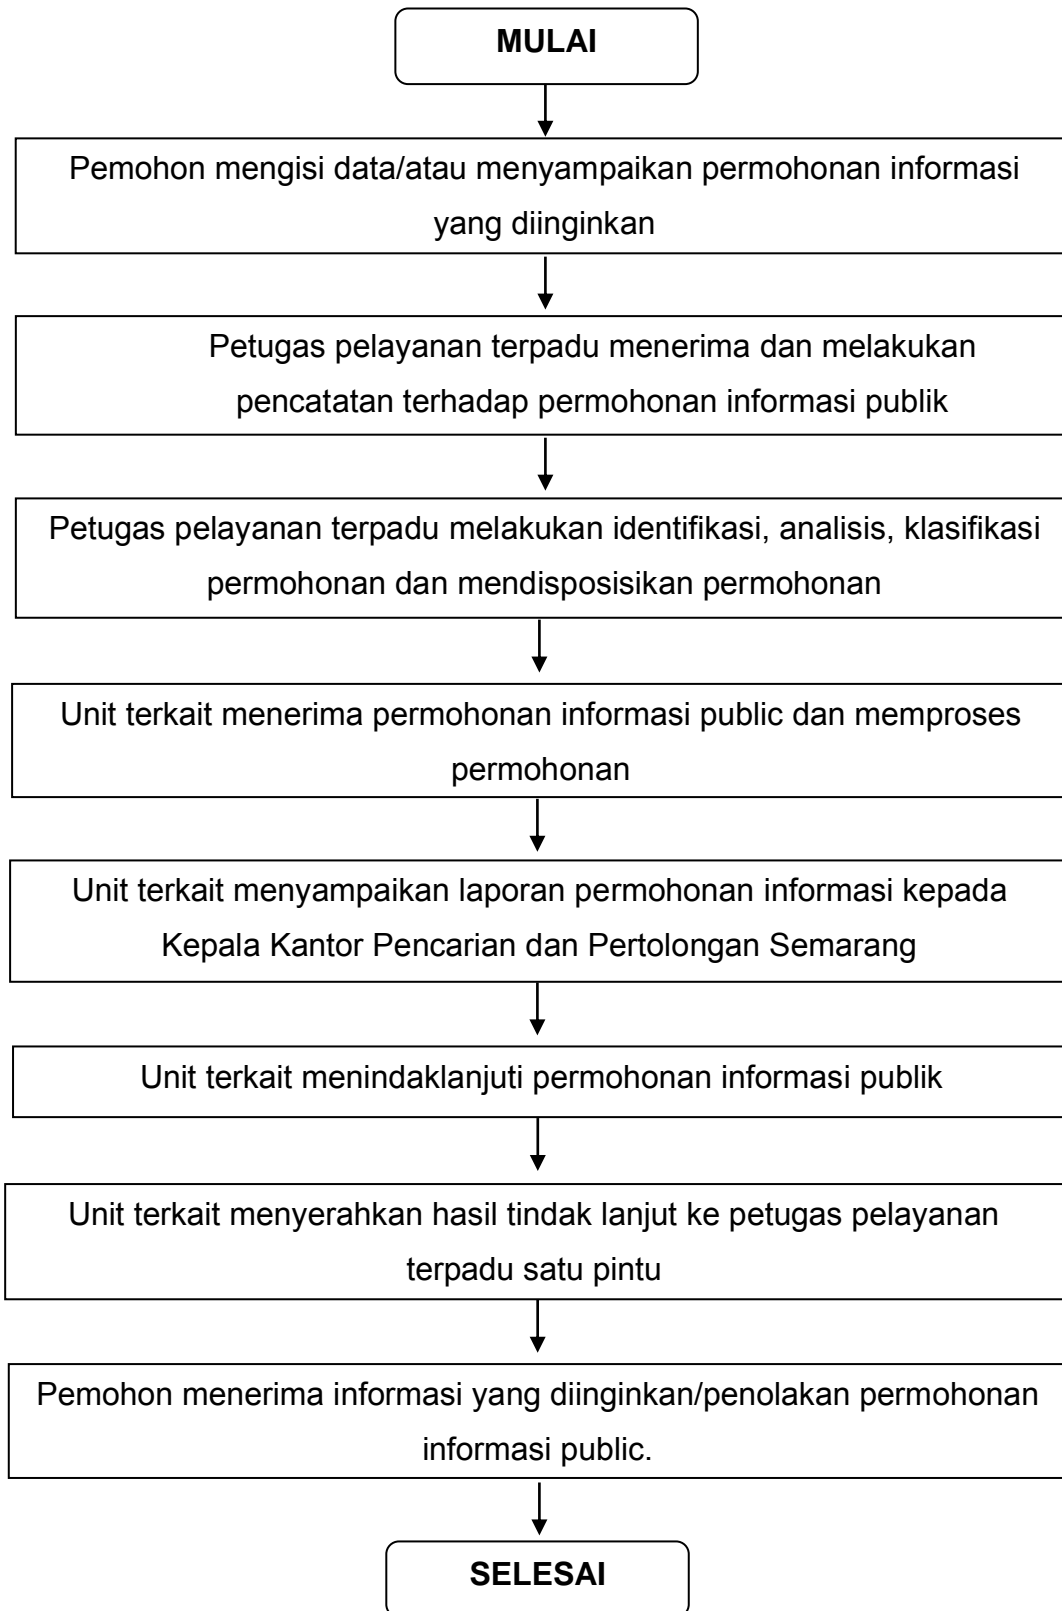 MULAI
Pemohon mengisi data/atau menyampaikan permohonan informasi
yang diinginkan
Petugas pelayanan terpadu menerima dan melakukan
pencatatan terhadap permohonan informasi publik
Petugas pelayanan terpadu melakukan identifikasi, analisis, klasifikasi
permohonan dan mendisposisikan permohonan
Unit terkait menerima permohonan informasi public dan memproses
permohonan
Unit terkait menyampaikan laporan permohonan informasi kepada
Kepala Kantor Pencarian dan Pertolongan Semarang
Unit terkait menindaklanjuti permohonan informasi publik
Unit terkait menyerahkan hasil tindak lanjut ke petugas pelayanan
terpadu satu pintu
Pemohon menerima informasi yang diinginkan/penolakan permohonan
informasi public.
SELESAI